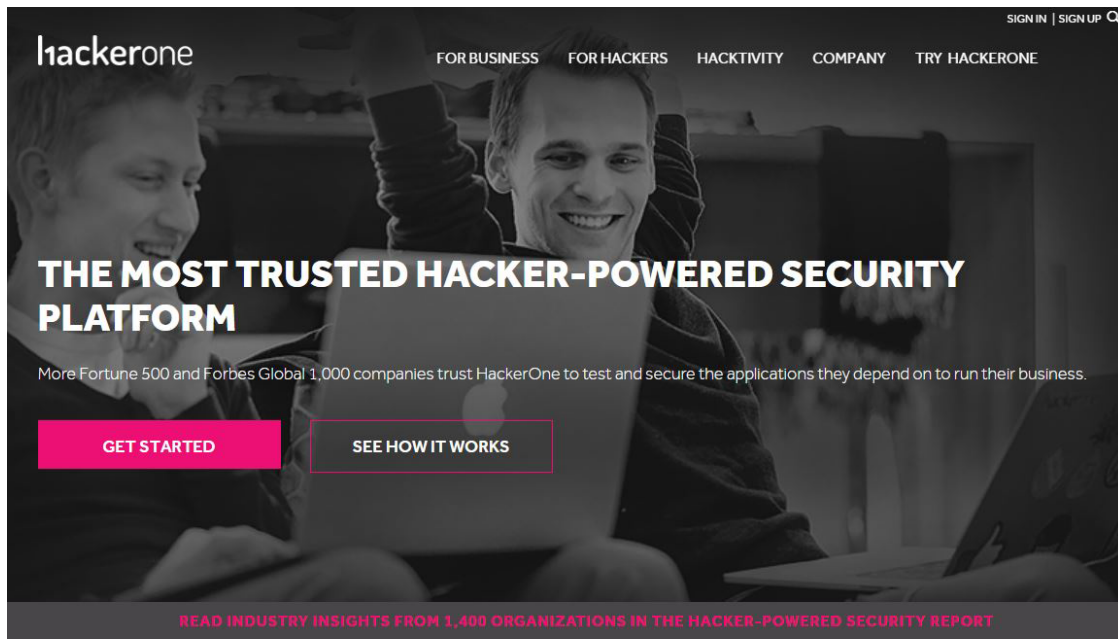 SIGN IN | SIGN UP
hackerone
FOR BUSINESS FOR HACKERS HACKTIVITY COMPANY TRY HACKERONE
THE MOST TRUSTED HACKER-POWERED SECURITY
PLATFORM
More Fortune 500 and Forbes Global 1,000 companies trust HackerOne to test and secure the applications they depend on to run their business.
GET STARTED SEE HOW IT WORKS
READ INDUSTRY INSIGHTS FROM 1,400 ORGANIZATIONS IN THE HACKER-POWERED SECURITY REPORT